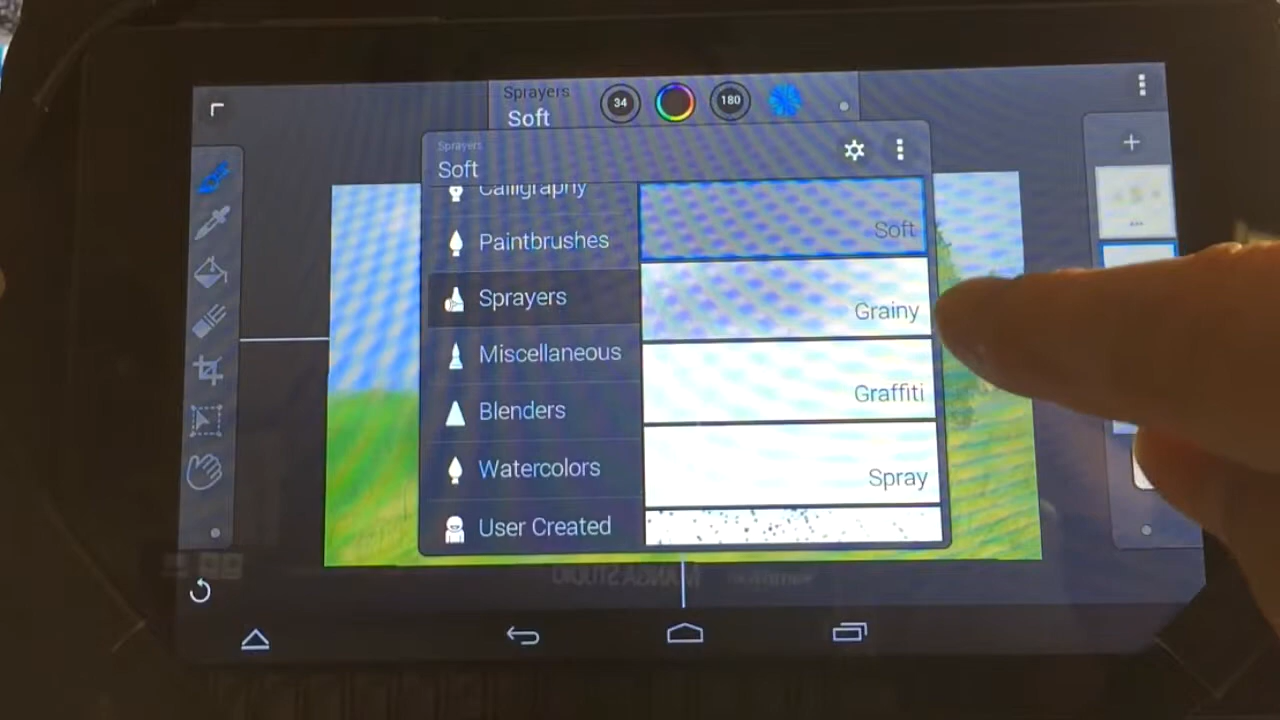 Sprayers
34
180
Soft
Sprayers
Soft
Calligraphy
Paintbrushes
Sprayers
Miscellaneous
Blenders
Watercolors
User Created
Soft
Grainy
Graffiti
Spray